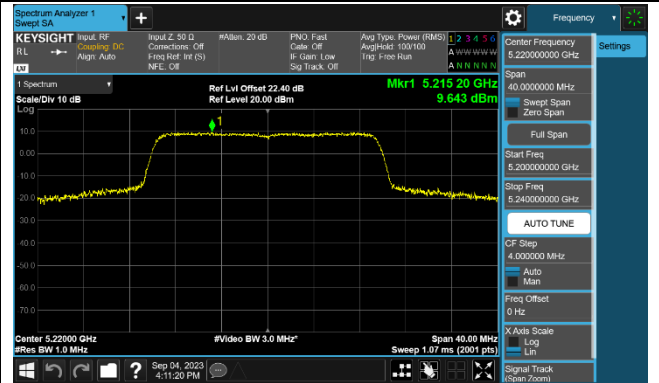 Spectrum Analyzer 1
Swept SA
Frequency
KEYSIGHT
RL
LXI
Input: RF
Coupling: DC
Align: Auto
Input Z: 50 Ω
Corrections: Off
Freq Ref: Int (S)
NFE: Off
#Atten: 20 dB
PNO: Fast
Gate: Off
IF Gain: Low
Sig Track: Off
Avg Type: Power (RMS)
Avg|Hold: 100/100
Trig: Free Run
1 2 3 4 5 6
A W W W W W
A N N N N N
1 Spectrum
Scale/Div 10 dB
Log
Ref Lvl Offset 22.40 dB
Ref Level 20.00 dBm
Mkr1 5.215 20 GHz
9.643 dBm
1
10.0
0.00
-10.0
-20.0
-30.0
-40.0
-50.0
-60.0
-70.0
Center 5.22000 GHz
#Res BW 1.0 MHz
#Video BW 3.0 MHz*
Span 40.00 MHz
Sweep 1.07 ms (2001 pts)
Sep 04, 2023
4:11:20 PM
Center Frequency
5.220000000 GHz
Settings
Span
40.0000000 MHz
Swept Span
Zero Span
Full Span
Start Freq
5.200000000 GHz
Stop Freq
5.240000000 GHz
AUTO TUNE
CF Step
4.000000 MHz
Auto
Man
Freq Offset
0 Hz
X Axis Scale
Log
Lin
Signal Track
(Span Zoom)